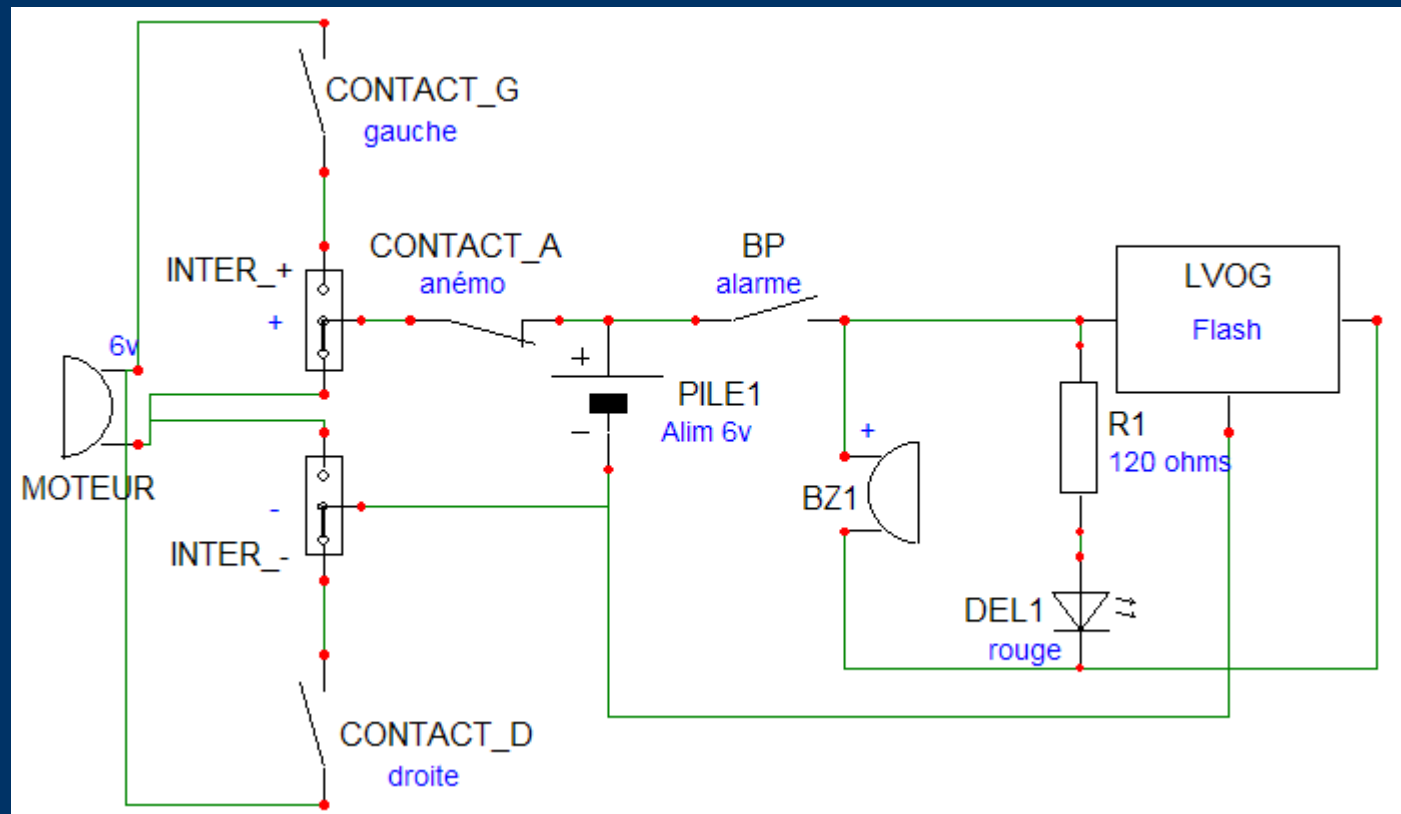 CONTACT_G
gauche
CONTACT_A
anémo
BP
alarme
INTER_+
+
LVOG
Flash
6v
MOTEUR
+
−
PILE1
Alim 6v
R1
120 ohms
+
BZ1
-
INTER_-
DEL1
rouge
CONTACT_D
droite